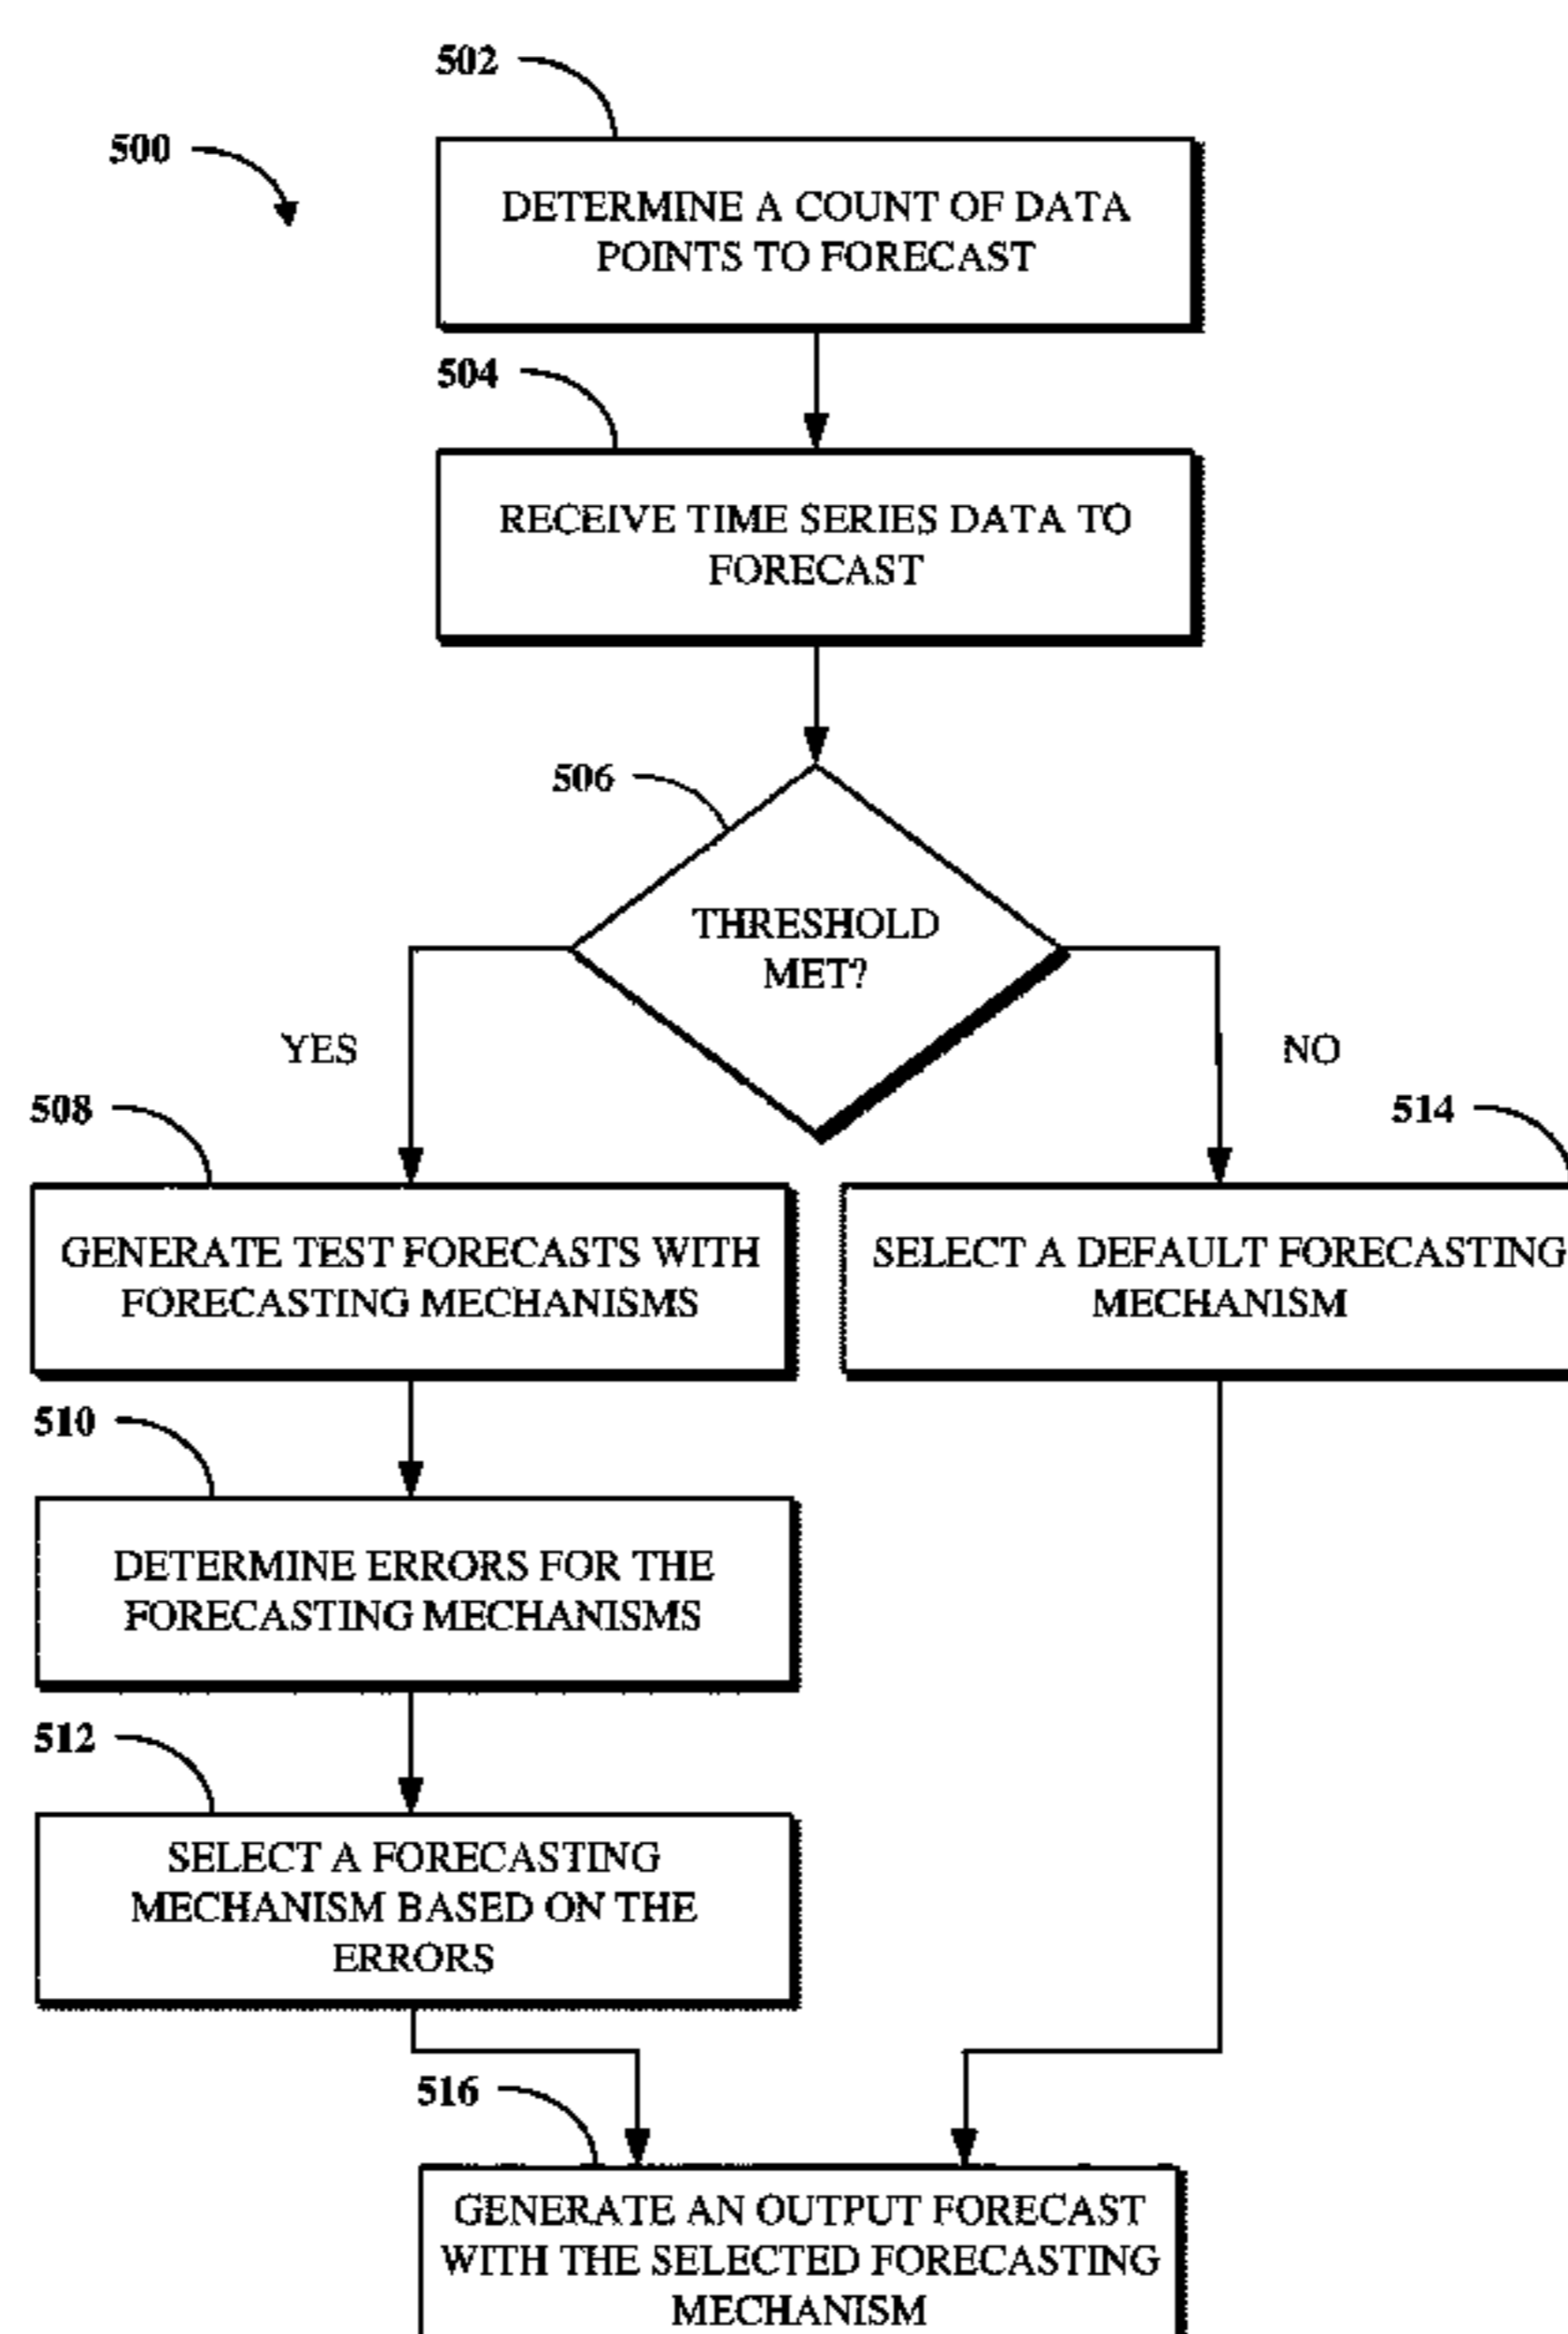 502
500
DETERMINE A COUNT OF DATA
POINTS TO FORECAST
504
RECEIVE TIME SERIES DATA TO
FORECAST
506
THRESHOLD
MET?
YES
NO
508
514
GENERATE TEST FORECASTS WITH
FORECASTING MECHANISMS
SELECT A DEFAULT FORECASTING
MECHANISM
510
DETERMINE ERRORS FOR THE
FORECASTING MECHANISMS
512
SELECT A FORECASTING
MECHANISM BASED ON THE
ERRORS
516
GENERATE AN OUTPUT FORECAST
WITH THE SELECTED FORECASTING
MECHANISM